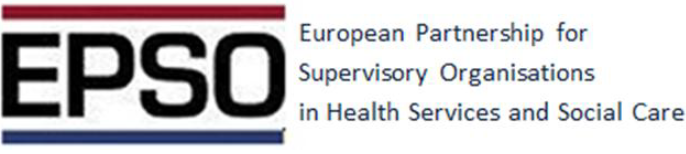 EPSO
European Partnership for
Supervisory Organisations
in Health Services and Social Care